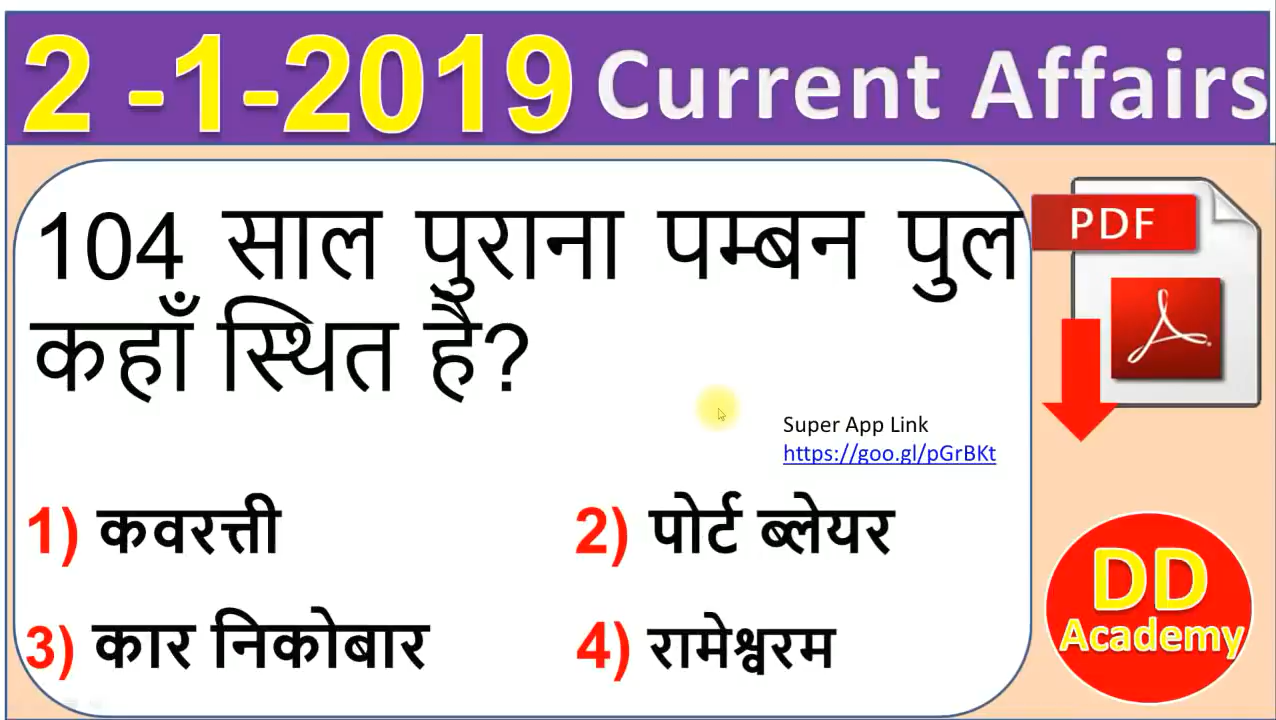 2 -1-2019 Current Affairs
104 साल पुराना पम्बन पुल
कहाँ स्थित है?
PDF
Super App Link
https://goo.gl/pGrBKt
1) कवरत्ती
2) पोर्ट ब्लेयर
3) कार निकोबार
4) रामेश्वरम
DD
Academy